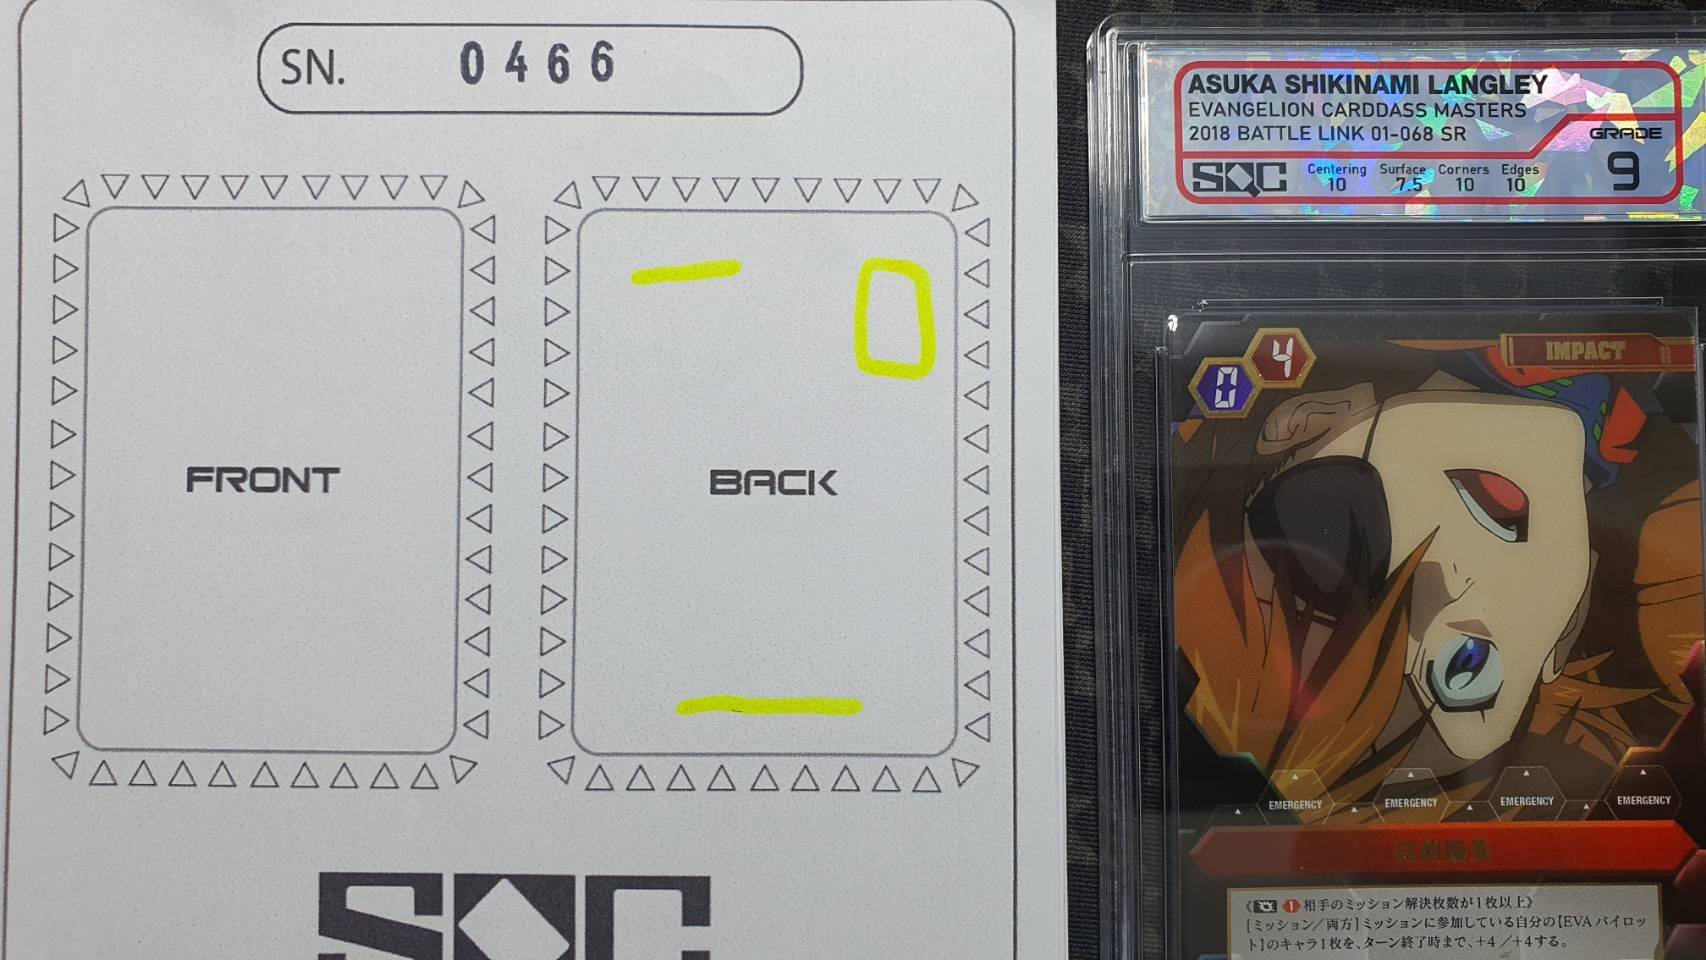 SN. 0466
FRONT
BACK
SQC
ASUKA SHIKINAMI LANGLEY
EVANGELION CARDDASS MASTERS
2018 BATTLE LINK 01-068 SR
GRADE
9
SQC
Centering Surface Corners Edges
10 7.5 10 10
4
0
IMPACT
EMERGENCY EMERGENCY EMERGENCY EMERGENCY
《1相手のミッション解決枚数が1枚以上》
[ミッション／両方]ミッションに参加している自分の【EVAパイロッ
ト】のキャラ1枚を、ターン終了時まで、+4／+4する。